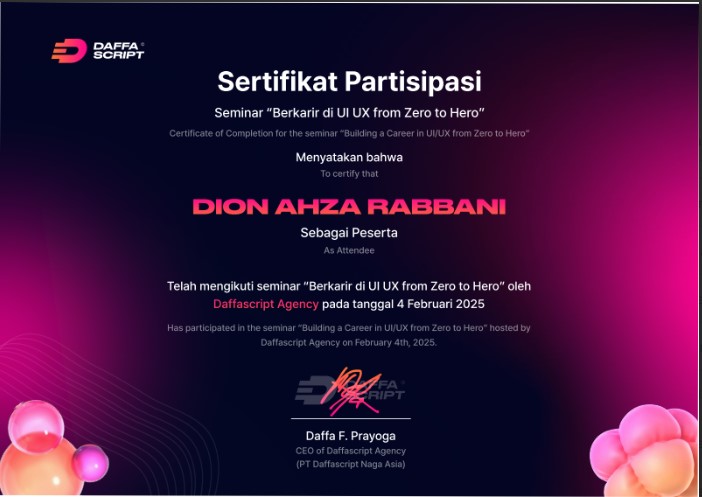 DAFFA
SCRIPT
Sertifikat Partisipasi
Seminar “Berkarir di UI UX from Zero to Hero”
Certificate of Completion for the seminar “Building a Career in UI/UX from Zero to Hero”
Menyatakan bahwa
To certify that
DION AHZA RABBANI
Sebagai Peserta
As Attendee
Telah mengikuti seminar “Berkarir di UI UX from Zero to Hero” oleh
Daffascript Agency pada tanggal 4 Februari 2025
Has participated in the seminar “Building a Career in UI/UX from Zero to Hero” hosted by
Daffascript Agency on February 4th, 2025.
DAFFA
SCRIPT
Daffa F. Prayoga
CEO of Daffascript Agency
(PT Daffascript Naga Asia)